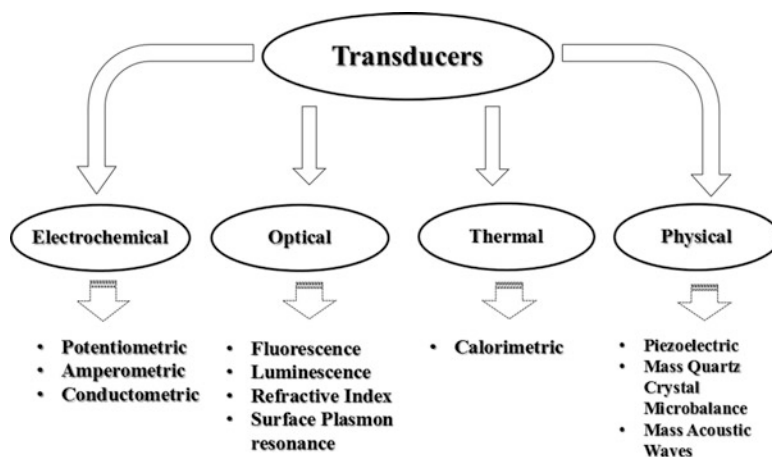 Transducers
Electrochemical
Optical
Thermal
Physical
• Potentiometric
• Amperometric
• Conductometric
• Fluorescence
• Luminescence
• Refractive Index
• Surface Plasmon
resonance
• Calorimetric
• Piezoelectric
• Mass Quartz
Crystal
Microbalance
• Mass Acoustic
Waves